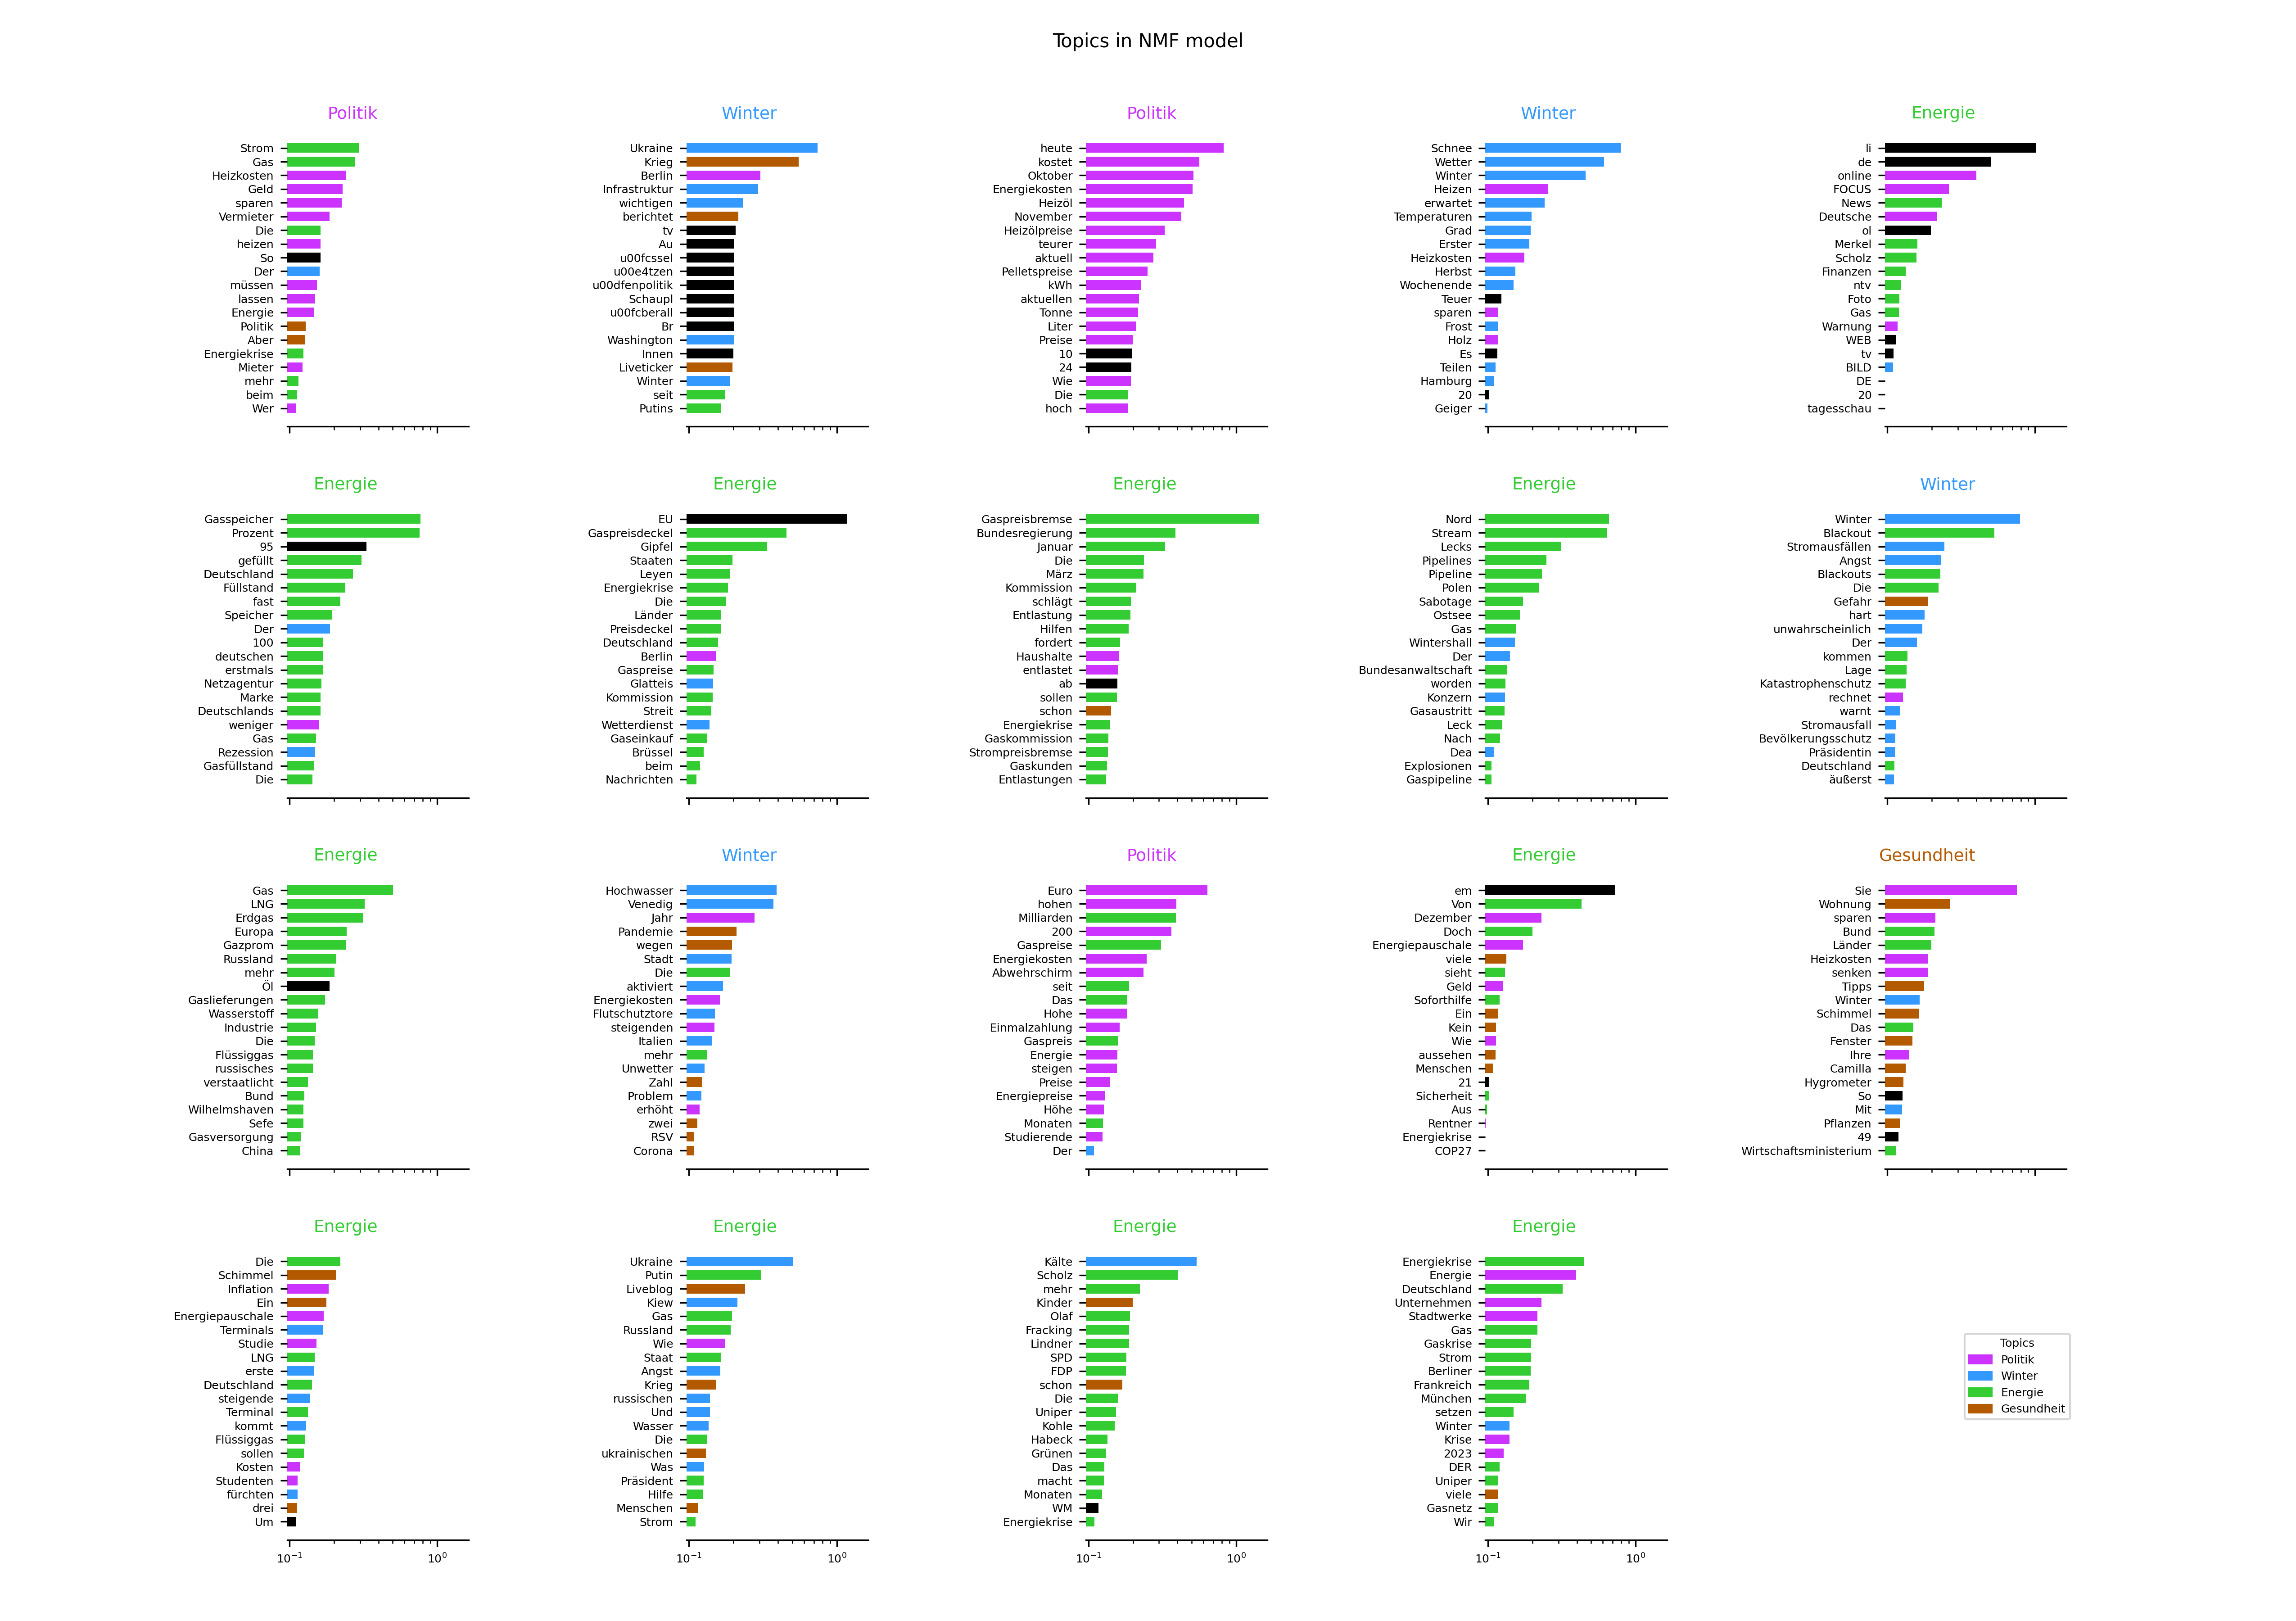 Topics in NMF model
Politik
Strom
Gas
Heizkosten
Geld
sparen
Vermieter
Die
heizen
So
Der
müssen
lassen
Energie
Politik
Aber
Energiekrise
Mieter
mehr
beim
Wer
Winter
Ukraine
Krieg
Berlin
Infrastruktur
wichtigen
berichtet
tv
Au
u00fcssel
u00e4tzen
u00dfenpolitik
Schaupl
u00fcberall
Br
Washington
Innen
Liveticker
Winter
seit
Putins
Politik
heute
kostet
Oktober
Energiekosten
Heizöl
November
Heizölpreise
teurer
aktuell
Pelletspreise
kWh
aktuellen
Tonne
Liter
Preise
10
24
Wie
Die
hoch
Winter
Schnee
Wetter
Winter
Heizen
erwartet
Temperaturen
Grad
Erster
Heizkosten
Herbst
Wochenende
Teuer
sparen
Frost
Holz
Es
Teilen
Hamburg
20
Geiger
Energie
li
de
online
FOCUS
News
Deutsche
ol
Merkel
Scholz
Finanzen
ntv
Foto
Gas
Warnung
WEB
tv
BILD
DE
20
tagesschau
Energie
Gasspeicher
Prozent
95
gefüllt
Deutschland
Füllstand
fast
Speicher
Der
100
deutschen
erstmals
Netzagentur
Marke
Deutschlands
weniger
Gas
Rezession
Gasfüllstand
Die
Energie
EU
Gaspreisdeckel
Gipfel
Staaten
Leyen
Energiekrise
Die
Länder
Preisdeckel
Deutschland
Berlin
Gaspreise
Glatteis
Kommission
Streit
Wetterdienst
Gaseinkauf
Brüssel
beim
Nachrichten
Energie
Gaspreisbremse
Bundesregierung
Januar
Die
März
Kommission
schlägt
Entlastung
Hilfen
fordert
Haushalte
entlastet
ab
sollen
schon
Energiekrise
Gaskommission
Strompreisbremse
Gaskunden
Entlastungen
Energie
Nord
Stream
Lecks
Pipelines
Pipeline
Polen
Sabotage
Ostsee
Gas
Wintershall
Der
Bundesanwaltschaft
worden
Konzern
Gasaustritt
Leck
Nach
Dea
Explosionen
Gaspipeline
Winter
Winter
Blackout
Stromausfällen
Angst
Blackouts
Die
Gefahr
hart
unwahrscheinlich
Der
kommen
Lage
Katastrophenschutz
rechnet
warnt
Stromausfall
Bevölkerungsschutz
Präsidentin
Deutschland
äußerst
Energie
Gas
LNG
Erdgas
Europa
Gazprom
Russland
mehr
Öl
Gaslieferungen
Wasserstoff
Industrie
Die
Flüssiggas
russisches
verstaatlicht
Bund
Wilhelmshaven
Sefe
Gasversorgung
China
Winter
Hochwasser
Venedig
Jahr
Pandemie
wegen
Stadt
Die
aktiviert
Energiekosten
Flutschutztore
steigenden
Italien
mehr
Unwetter
Zahl
Problem
erhöht
zwei
RSV
Corona
Politik
Euro
hohen
Milliarden
200
Gaspreise
Energiekosten
Abwehrschirm
seit
Das
Hohe
Einmalzahlung
Gaspreis
Energie
steigen
Preise
Energiepreise
Höhe
Monaten
Studierende
Der
Energie
em
Von
Dezember
Doch
Energiepauschale
viele
sieht
Geld
Soforthilfe
Ein
Kein
Wie
aussehen
Menschen
21
Sicherheit
Aus
Rentner
Energiekrise
COP27
Gesundheit
Sie
Wohnung
sparen
Bund
Länder
Heizkosten
senken
Tipps
Winter
Schimmel
Das
Fenster
Ihre
Camilla
Hygrometer
So
Mit
Pflanzen
49
Wirtschaftsministerium
Energie
Die
Schimmel
Inflation
Ein
Energiepauschale
Terminals
Studie
LNG
erste
Deutschland
steigende
Terminal
kommt
Flüssiggas
sollen
Kosten
Studenten
fürchten
drei
Um
10⁻¹ 10⁰
Energie
Ukraine
Putin
Liveblog
Kiew
Gas
Russland
Wie
Staat
Angst
Krieg
russischen
Und
Wasser
Die
ukrainischen
Was
Präsident
Hilfe
Menschen
Strom
10⁻¹ 10⁰
Energie
Kälte
Scholz
mehr
Kinder
Olaf
Fracking
Lindner
SPD
FDP
schon
Die
Uniper
Kohle
Habeck
Grünen
Das
macht
Monaten
WM
Energiekrise
10⁻¹ 10⁰
Energie
Energiekrise
Energie
Deutschland
Unternehmen
Stadtwerke
Gas
Gaskrise
Strom
Berliner
Frankreich
München
setzen
Winter
Krise
2023
DER
Uniper
viele
Gasnetz
Wir
10⁻¹ 10⁰
Topics
Politik
Winter
Energie
Gesundheit